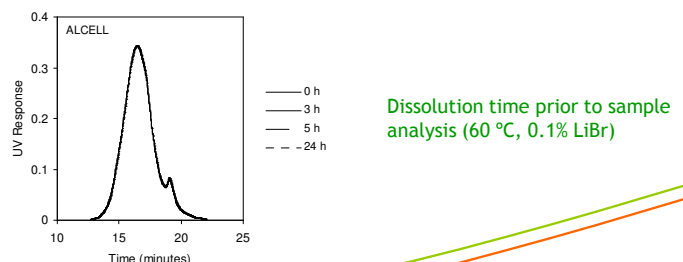 0.4
ALCELL
0.3
0.2
0.1
0
UV Response
10 15 20 25
Time (minutes)
0 h
3 h
5 h
24 h
Dissolution time prior to sample
analysis (60 ºC, 0.1% LiBr)